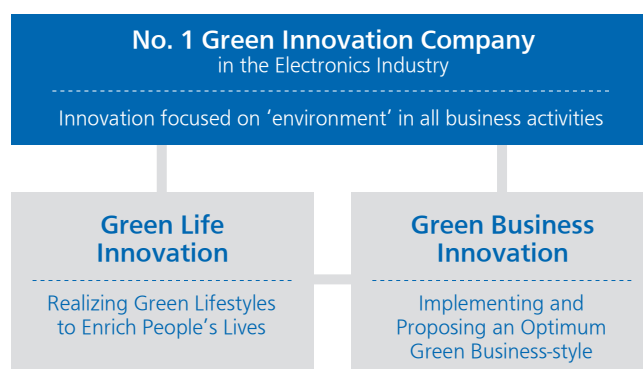 No. 1 Green Innovation Company
in the Electronics Industry
Innovation focused on ‘environment’ in all business activities
Green Life
Innovation
Realizing Green Lifestyles
to Enrich People’s Lives
Green Business
Innovation
Implementing and
Proposing an Optimum
Green Business-style